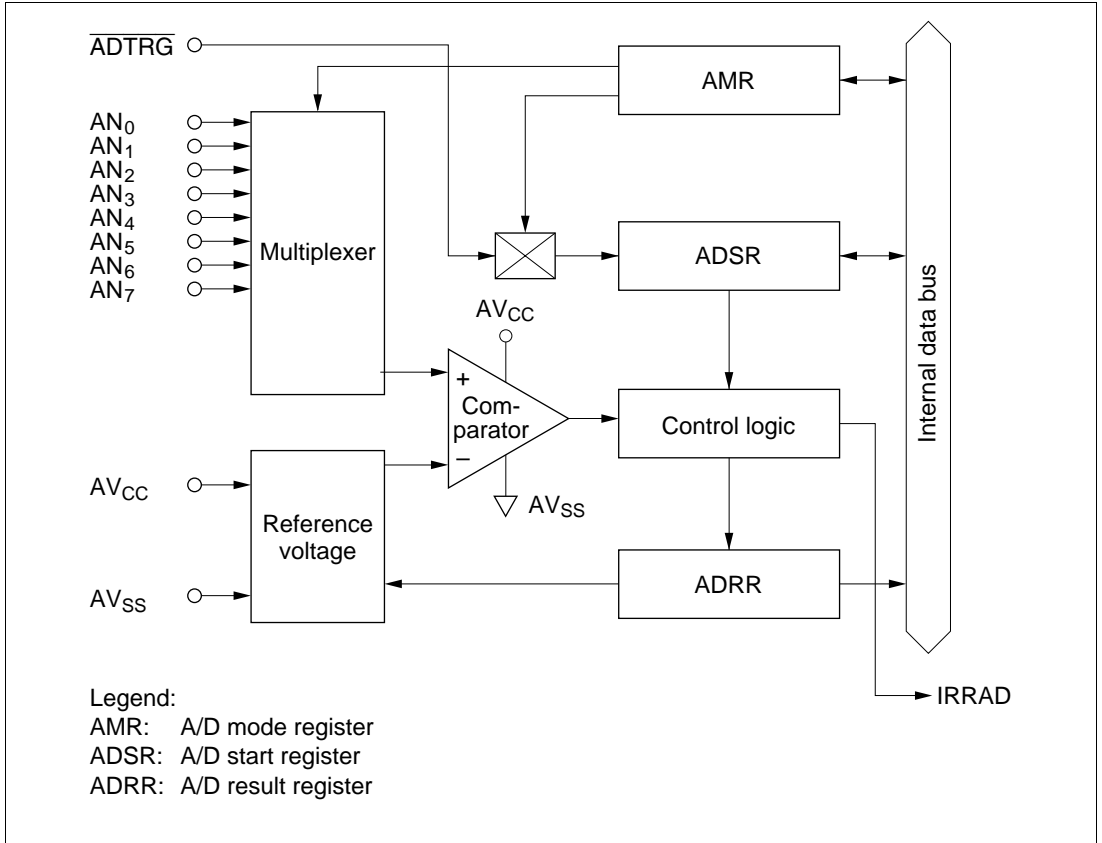 ADTRG
AN0
AN1
AN2
AN3
AN4
AN5
AN6
AN7
Multiplexer
AMR
ADSR
Internal data bus
AVCC
+
Com-
parator
−
AVSS
Control logic
AVCC
Reference
voltage
AVSS
ADRR
IRRAD
Legend:
AMR: A/D mode register
ADSR: A/D start register
ADRR: A/D result register